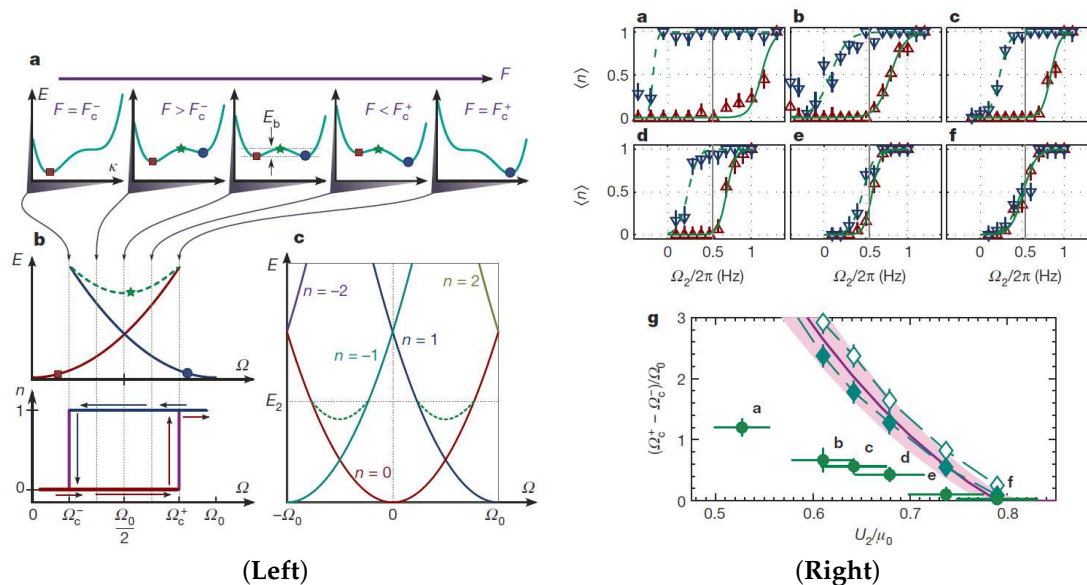 a
F
E
F = F_c^-
F > F_c^-
E_b
F < F_c^+
F = F_c^+
κ
b
E
Ω
n
1
0
Ω
0 Ω_c^- Ω_0/2 Ω_c^+ Ω_0
c
E
n = −2
n = 2
n = −1
n = 1
E_2
n = 0
Ω
−Ω_0 0 Ω_0
(Left)
a b c
⟨n⟩
1
0.5
0
d e f
⟨n⟩
1
0.5
0
0 0.5 1 0 0.5 1 0 0.5 1
Ω_2/2π (Hz) Ω_2/2π (Hz) Ω_2/2π (Hz)
g
(Ω_c^+ − Ω_c^-)/Ω_0
3
2
1
0
a
b
c
d
e
f
0.5 0.6 0.7 0.8
U_2/μ_0
(Right)